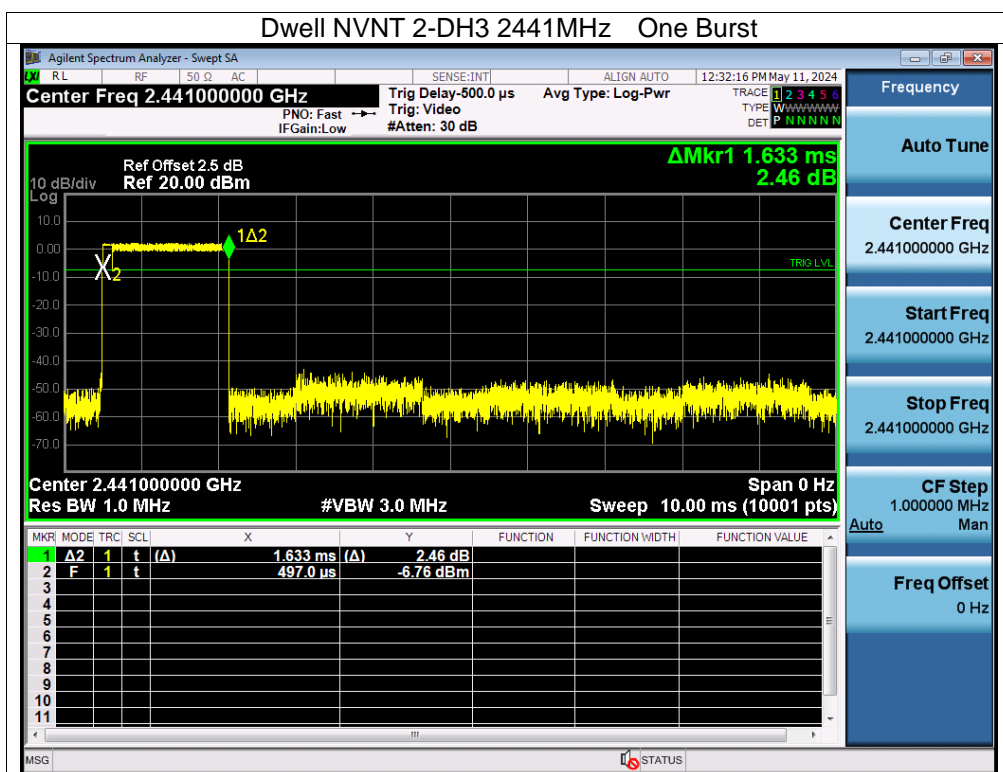 Dwell NVNT 2-DH3 2441MHz One Burst
Agilent Spectrum Analyzer - Swept SA
LXI RL RF 50 Ω AC SENSE:INT ALIGN AUTO 12:32:16 PM May 11, 2024
Center Freq 2.441000000 GHz Trig Delay-500.0 µs Avg Type: Log-Pwr TRACE 1 2 3 4 5 6
PNO: Fast Trig: Video TYPE WWWWWW
IFGain:Low #Atten: 30 dB DET P N N N N N
ΔMkr1 1.633 ms
2.46 dB
Ref Offset 2.5 dB
10 dB/div Ref 20.00 dBm
Log
10.0
0.00
-10.0
-20.0
-30.0
-40.0
-50.0
-60.0
-70.0
1Δ2
2
TRIG LVL
Center 2.441000000 GHz Span 0 Hz
Res BW 1.0 MHz #VBW 3.0 MHz Sweep 10.00 ms (10001 pts)
MKR MODE TRC SCL X Y FUNCTION FUNCTION WIDTH FUNCTION VALUE
1 Δ2 1 t (Δ) 1.633 ms (Δ) 2.46 dB
2 F 1 t 497.0 µs -6.76 dBm
3
4
5
6
7
8
9
10
11
MSG STATUS
Frequency
Auto Tune
Center Freq
2.441000000 GHz
Start Freq
2.441000000 GHz
Stop Freq
2.441000000 GHz
CF Step
1.000000 MHz
Auto Man
Freq Offset
0 Hz